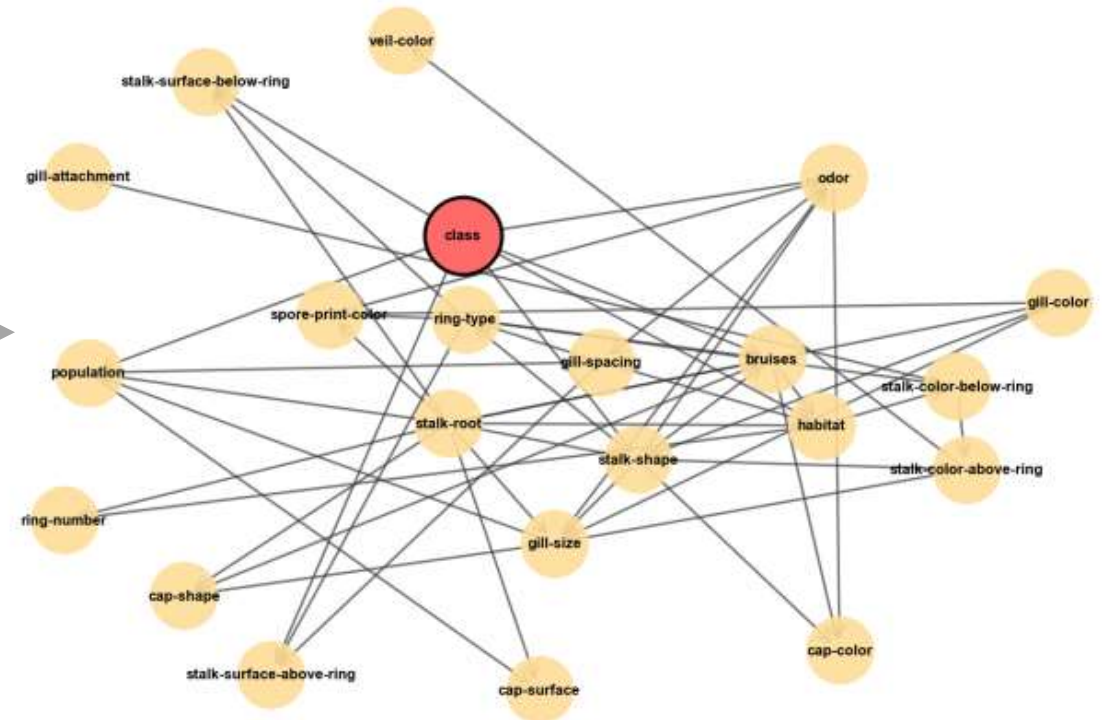 veil-color
stalk-surface-below-ring
gill-attachment
odor
class
gill-color
spore-print-color
ring-type
gill-spacing
bruises
population
stalk-color-below-ring
stalk-root
habitat
stalk-shape
stalk-color-above-ring
ring-number
gill-size
cap-shape
cap-color
stalk-surface-above-ring
cap-surface